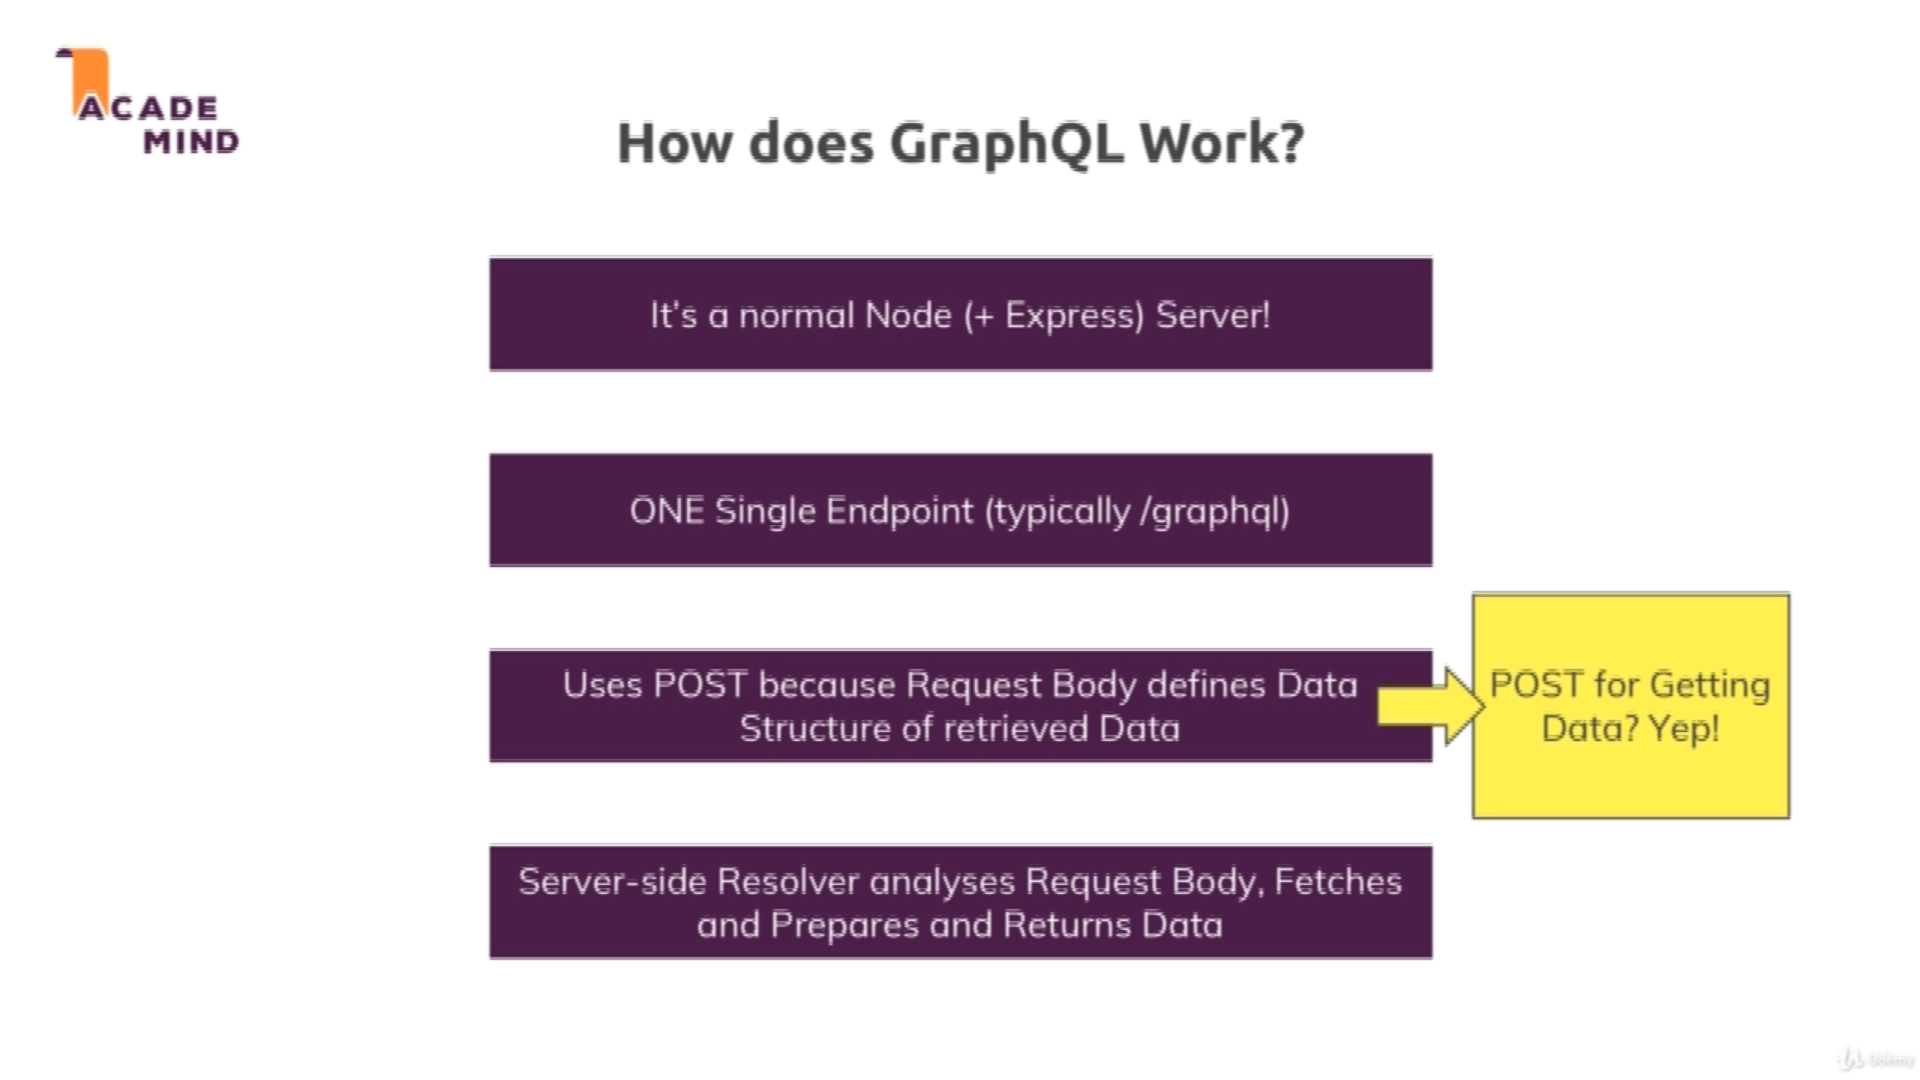 ACADE
MIND
How does GraphQL Work?
It's a normal Node (+ Express) Server!
ONE Single Endpoint (typically /graphql)
Uses POST because Request Body defines Data
Structure of retrieved Data
POST for Getting
Data? Yep!
Server-side Resolver analyses Request Body, Fetches
and Prepares and Returns Data
Udemy